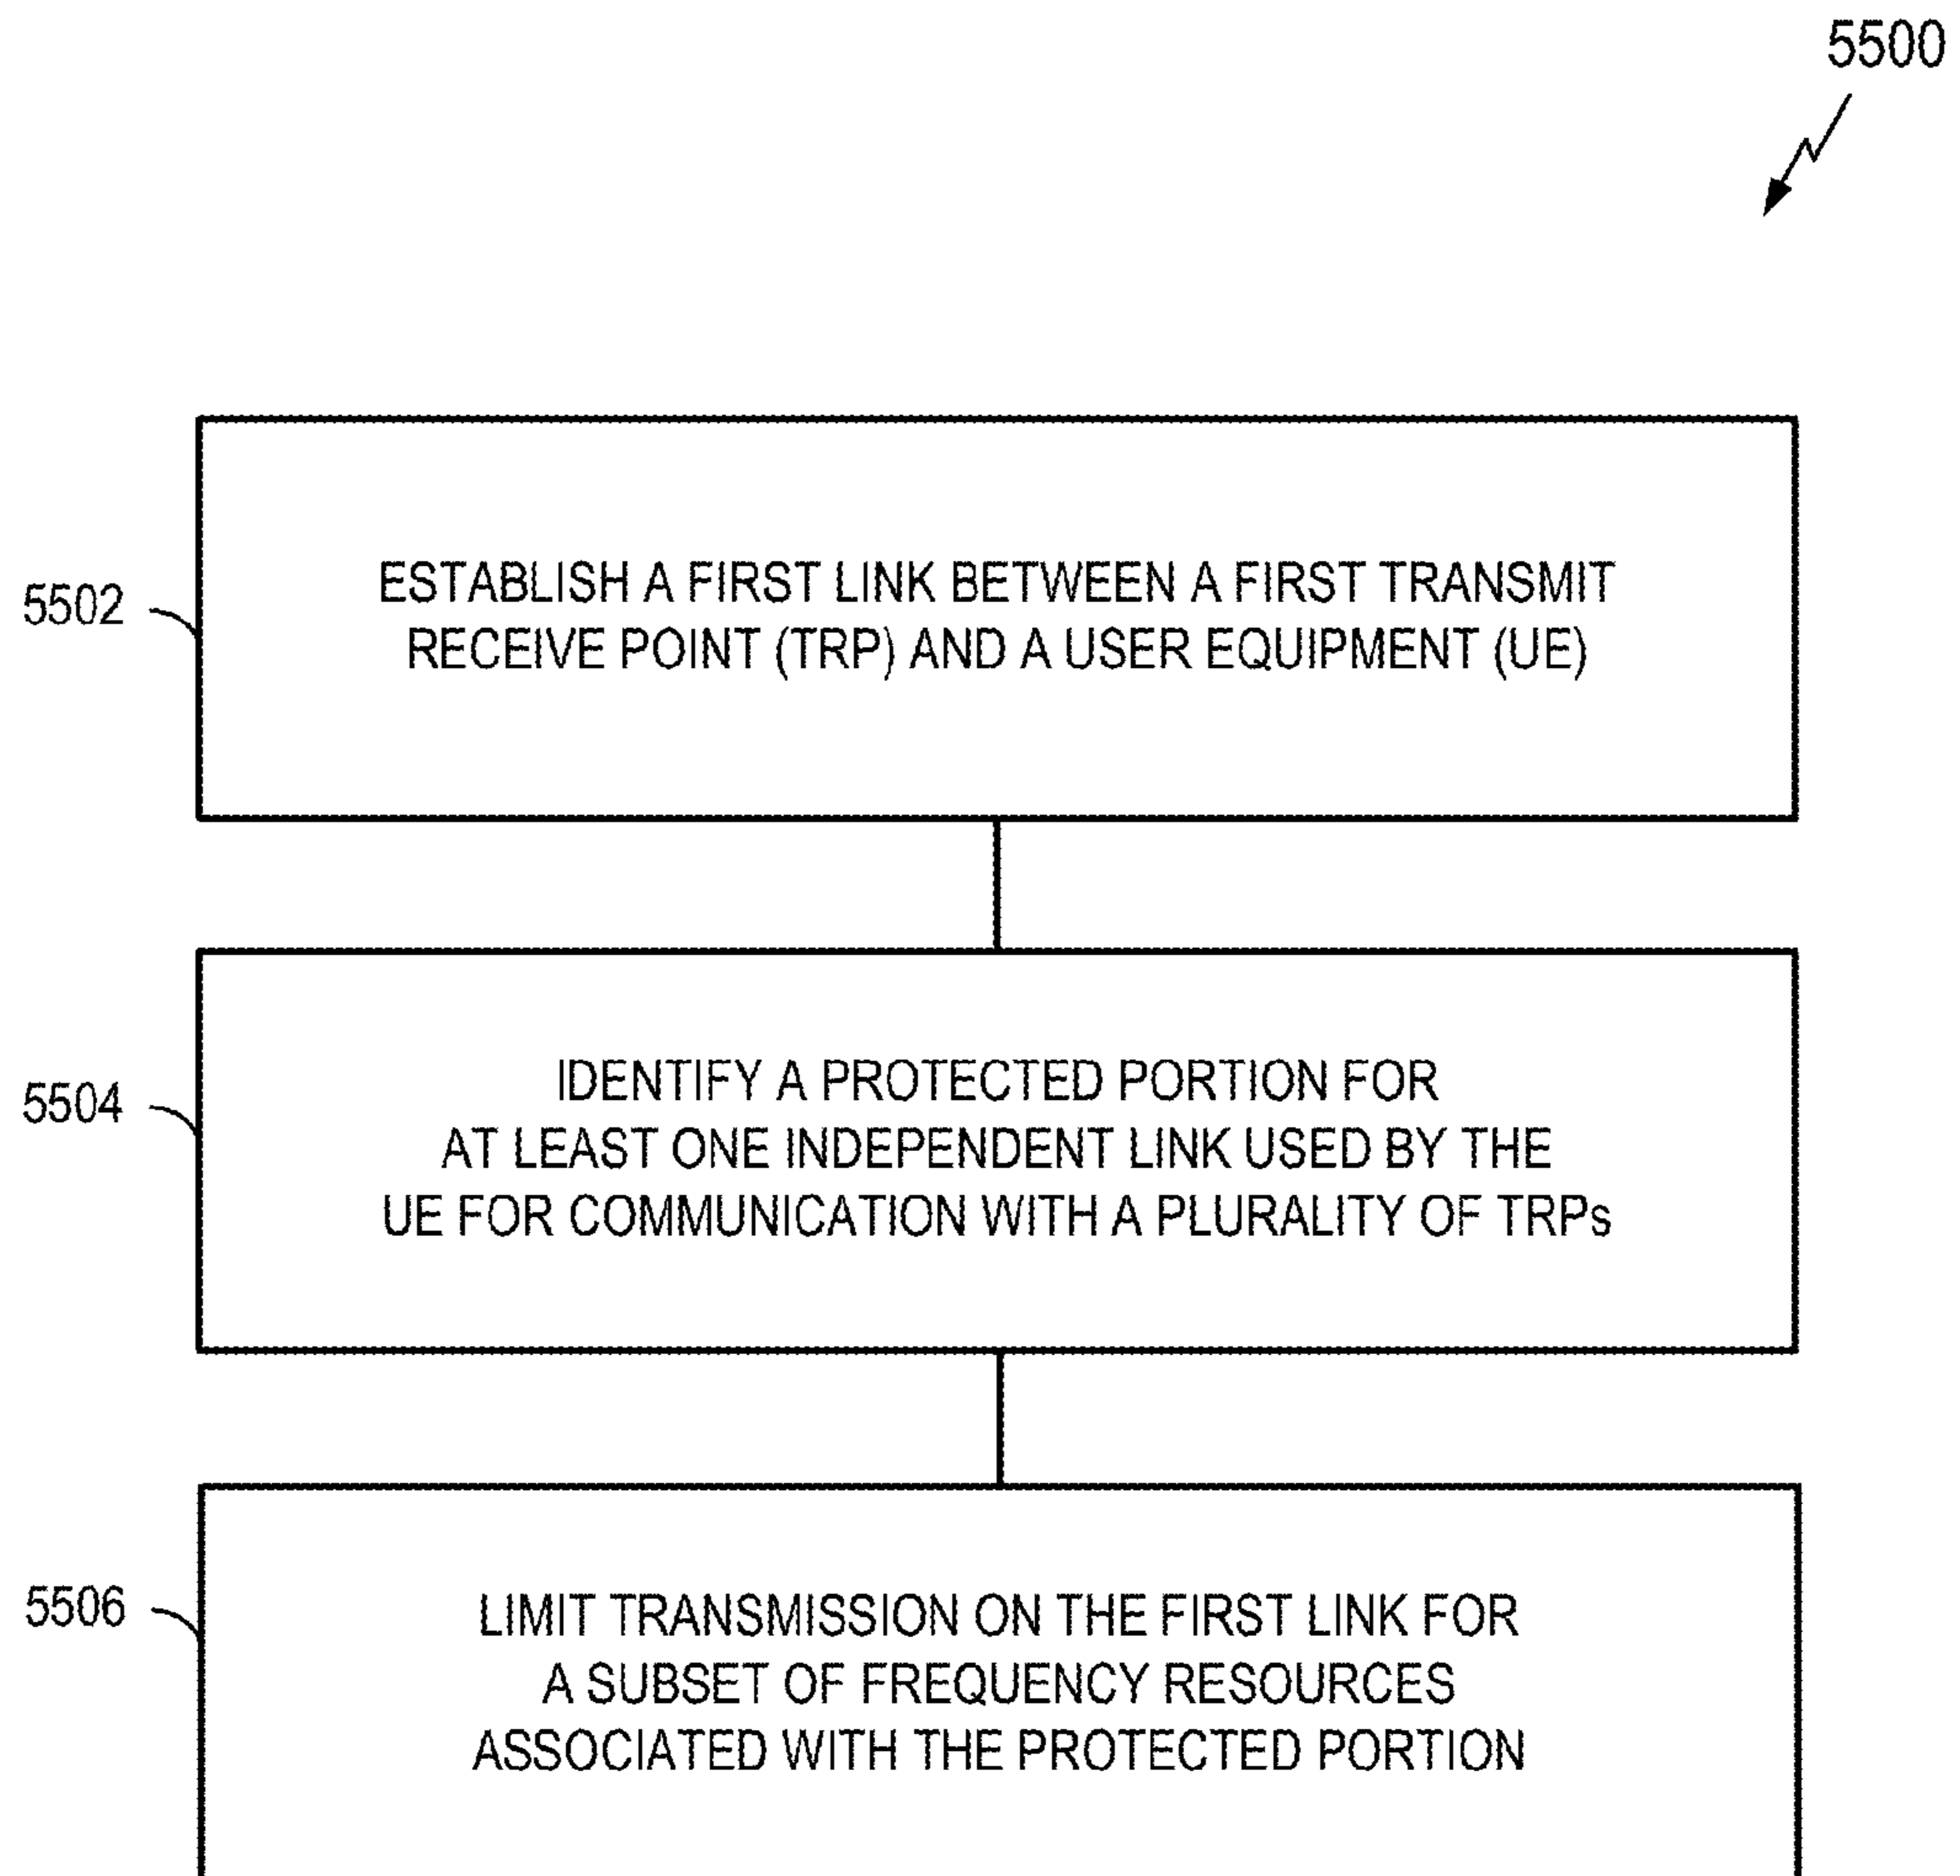 5500
5502
ESTABLISH A FIRST LINK BETWEEN A FIRST TRANSMIT
RECEIVE POINT (TRP) AND A USER EQUIPMENT (UE)
5504
IDENTIFY A PROTECTED PORTION FOR
AT LEAST ONE INDEPENDENT LINK USED BY THE
UE FOR COMMUNICATION WITH A PLURALITY OF TRPs
5506
LIMIT TRANSMISSION ON THE FIRST LINK FOR
A SUBSET OF FREQUENCY RESOURCES
ASSOCIATED WITH THE PROTECTED PORTION